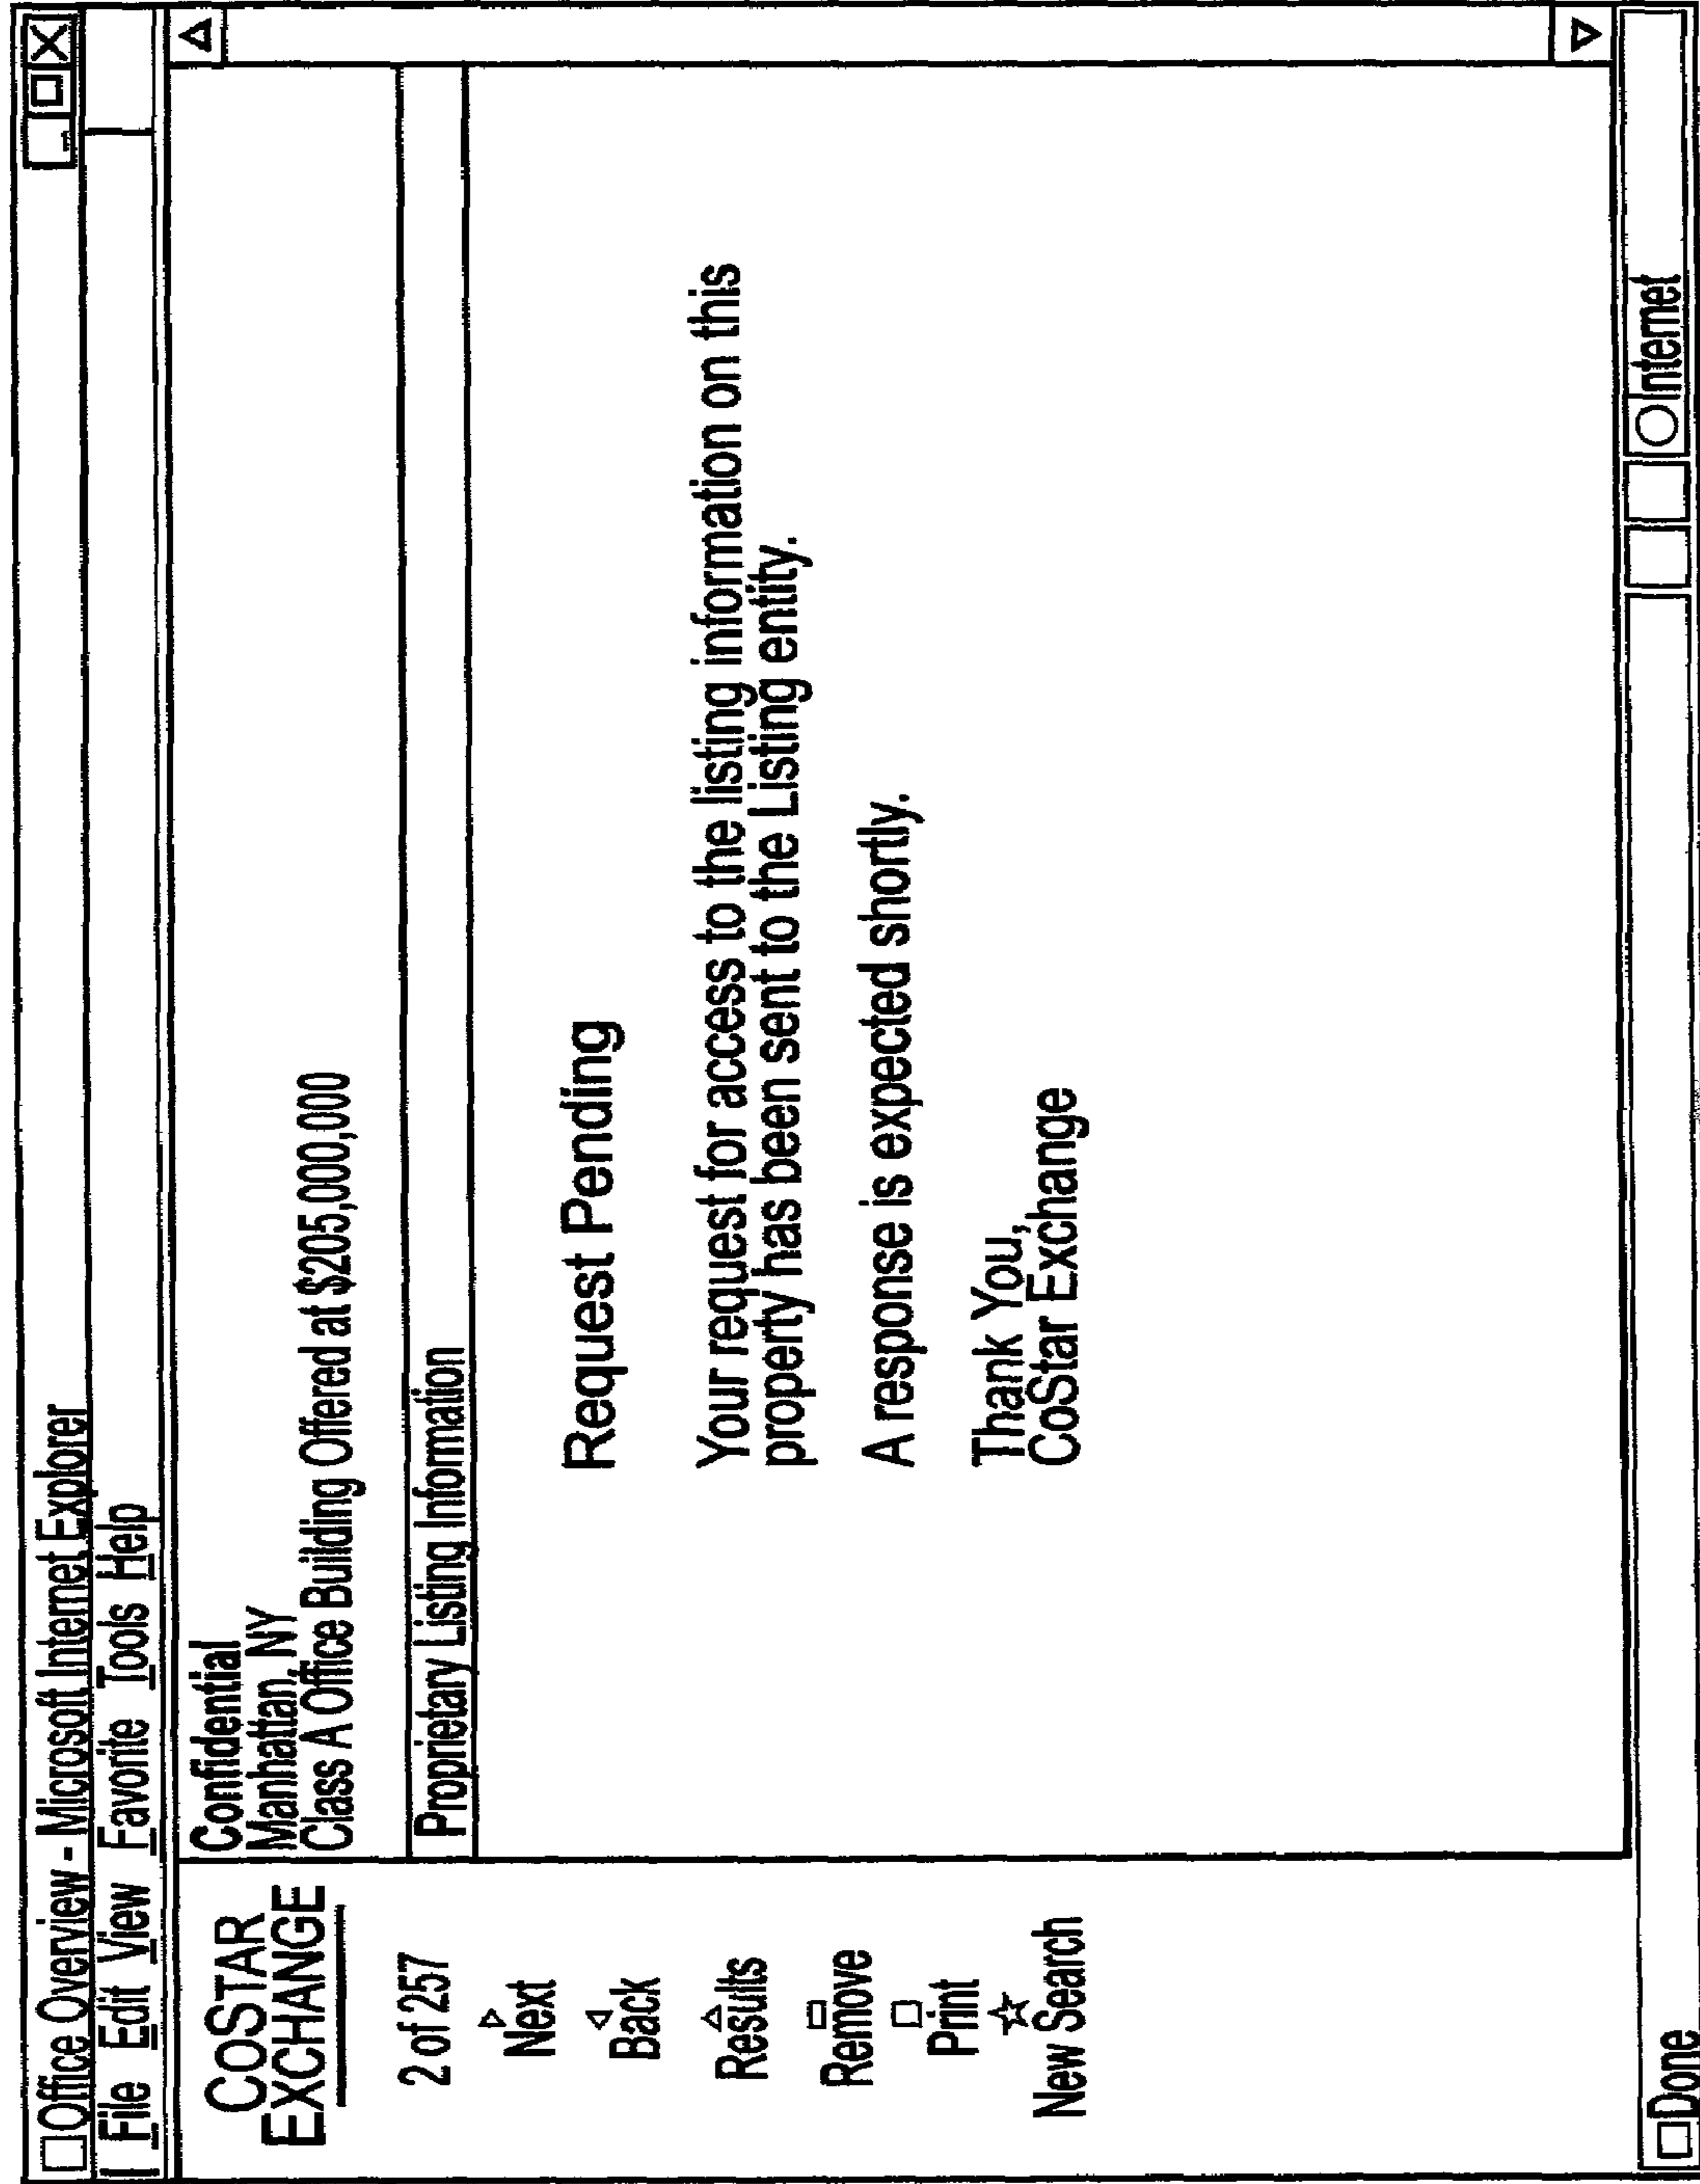 Office Overview - Microsoft Internet Explorer
File Edit View Favorite Tools Help
COSTAR
EXCHANGE
2 of 257
Next
Back
Results
Remove
Print
New Search
Confidential
Manhattan, NY
Class A Office Building Offered at $205,000,000
Proprietary Listing Information
Request Pending
Your request for access to the listing information on this
property has been sent to the Listing entity.
A response is expected shortly.
Thank You,
CoStar Exchange
Done
Internet